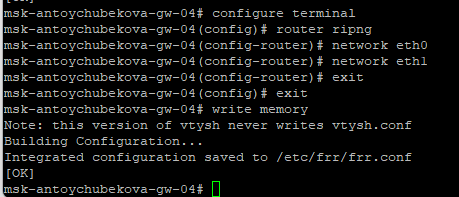 msk-antoychubekova-gw-04# configure terminal
msk-antoychubekova-gw-04(config)# router ripng
msk-antoychubekova-gw-04(config-router)# network eth0
msk-antoychubekova-gw-04(config-router)# network eth1
msk-antoychubekova-gw-04(config-router)# exit
msk-antoychubekova-gw-04(config)# exit
msk-antoychubekova-gw-04# write memory
Note: this version of vtysh never writes vtysh.conf
Building Configuration...
Integrated configuration saved to /etc/frr/frr.conf
[OK]
msk-antoychubekova-gw-04#